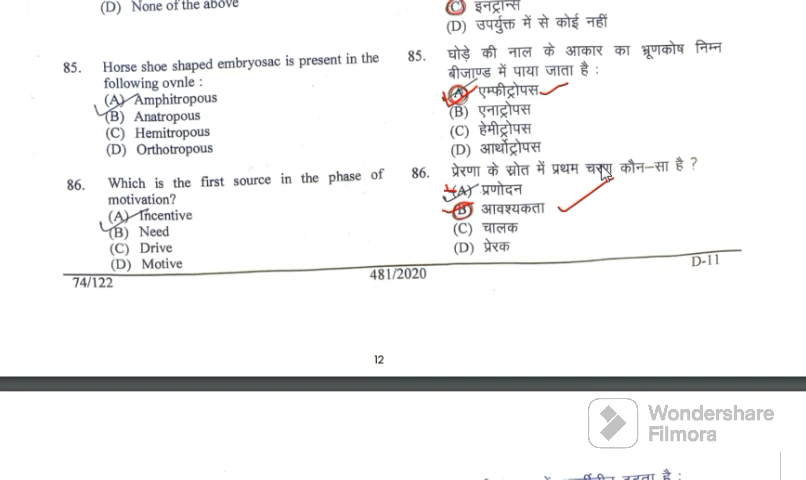 (D) None of the above
85. Horse shoe shaped embryosac is present in the
following ovnle :
(A) Amphitropous
(B) Anatropous
(C) Hemitropous
(D) Orthotropous
86. Which is the first source in the phase of
motivation?
(A) Incentive
(B) Need
(C) Drive
(D) Motive
74/122
(C) इनट्रान्स
(D) उपर्युक्त में से कोई नहीं
85. घोड़े की नाल के आकार का भ्रूणकोष निम्न
बीजाण्ड में पाया जाता है :
(A) एम्फीट्रोपस
(B) एनाट्रोपस
(C) हेमीट्रोपस
(D) आर्थोट्रोपस
86. प्रेरणा के स्रोत में प्रथम चरण कौन-सा है ?
(A) प्रणोदन
(B) आवश्यकता
(C) चालक
(D) प्रेरक
481/2020
D-11
12
Wondershare
Filmora